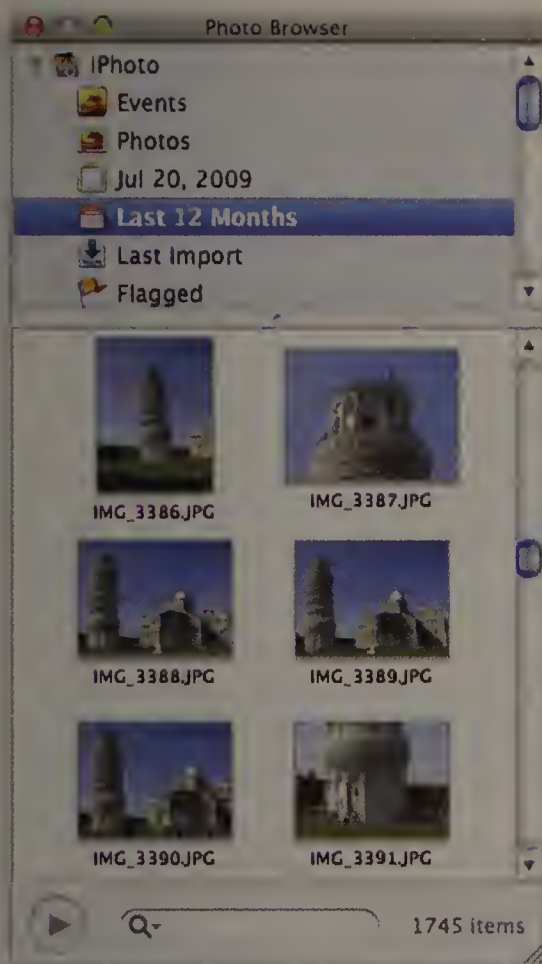 Photo Browser
iPhoto
Events
Photos
Jul 20, 2009
Last 12 Months
Last Import
Flagged
IMG_3386.JPG
IMG_3387.JPG
IMG_3388.JPG
IMG_3389.JPG
IMG_3390.JPG
IMG_3391.JPG
1745 items